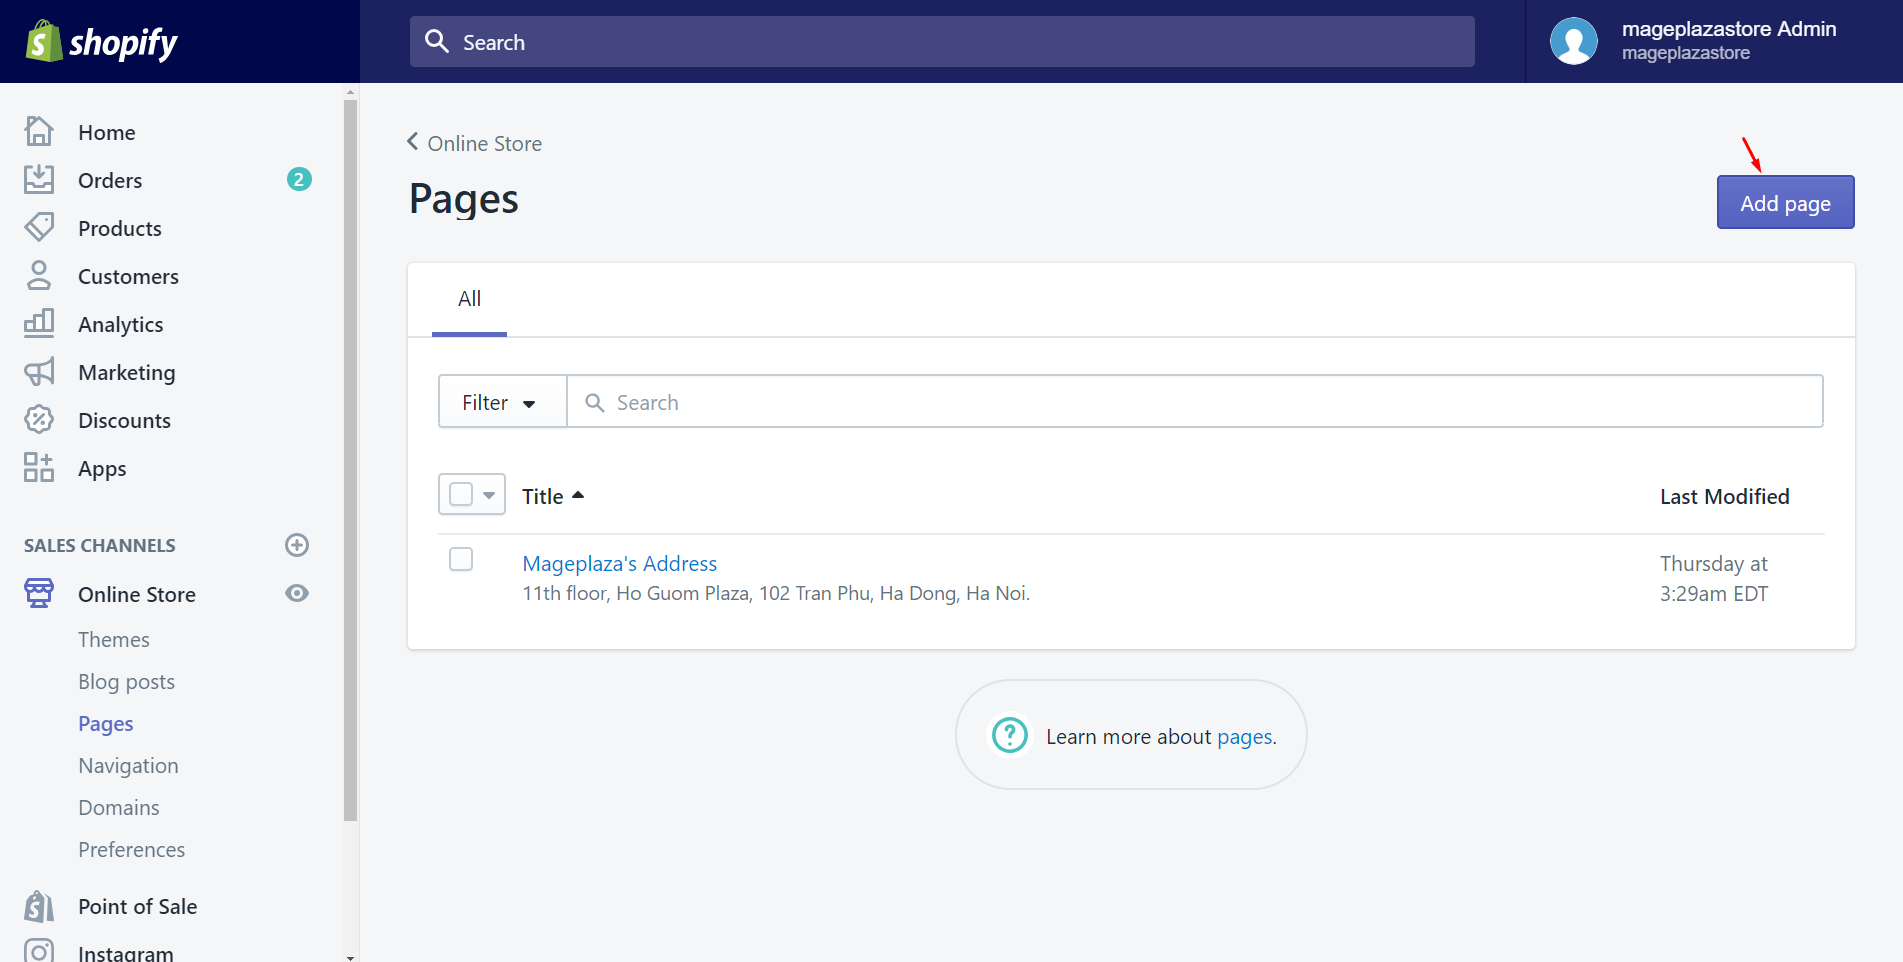 shopify
Search
mageplazastore Admin
mageplazastore
Home
Orders
2
Products
Customers
Analytics
Marketing
Discounts
Apps
SALES CHANNELS
Online Store
Themes
Blog posts
Pages
Navigation
Domains
Preferences
Point of Sale
Instagram
Online Store
Pages
Add page
All
Filter
Search
Title
Last Modified
Mageplaza's Address
11th floor, Ho Guom Plaza, 102 Tran Phu, Ha Dong, Ha Noi.
Thursday at
3:29am EDT
Learn more about pages.